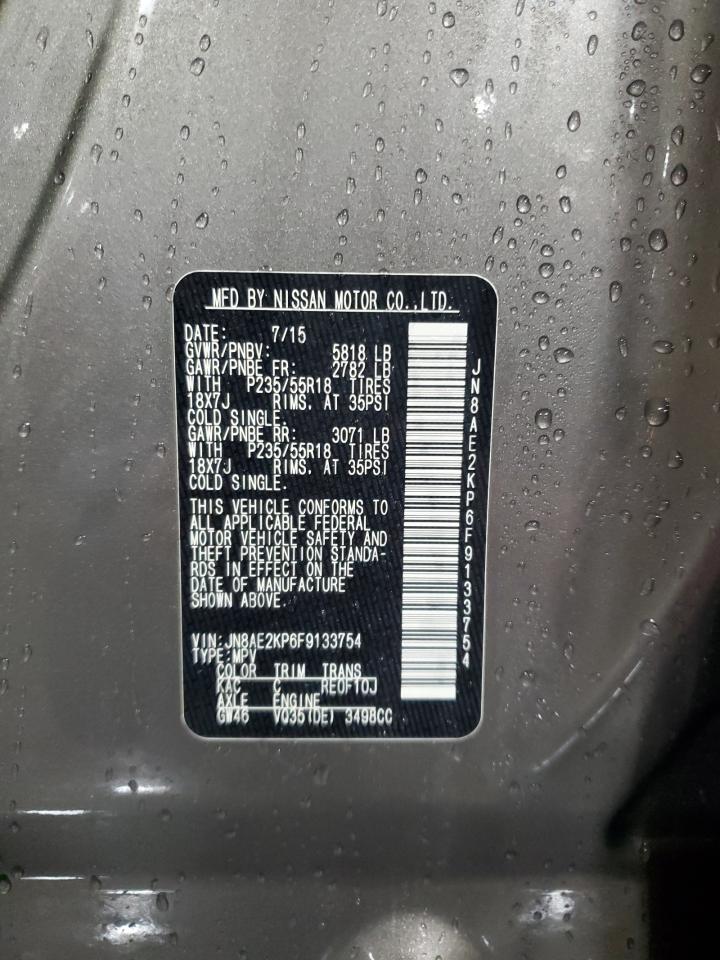 MFD BY NISSAN MOTOR CO.,LTD.
DATE: 7/15
GVWR/PNBV: 5818 LB
GAWR/PNBE FR: 2782 LB
WITH P235/55R18 TIRES
18X7J RIMS, AT 35PSI
COLD SINGLE.
GAWR/PNBE RR: 3071 LB
WITH P235/55R18 TIRES
18X7J RIMS, AT 35PSI
COLD SINGLE.
THIS VEHICLE CONFORMS TO
ALL APPLICABLE FEDERAL
MOTOR VEHICLE SAFETY AND
THEFT PREVENTION STANDA-
RDS IN EFFECT ON THE
DATE OF MANUFACTURE
SHOWN ABOVE.
VIN:JN8AE2KP6F9133754
TYPE:MPV
COLOR TRIM TRANS
KAC C RE0F10J
AXLE ENGINE
GW46 VQ35(DE) 3498CC
JN8AE2KP6F9133754